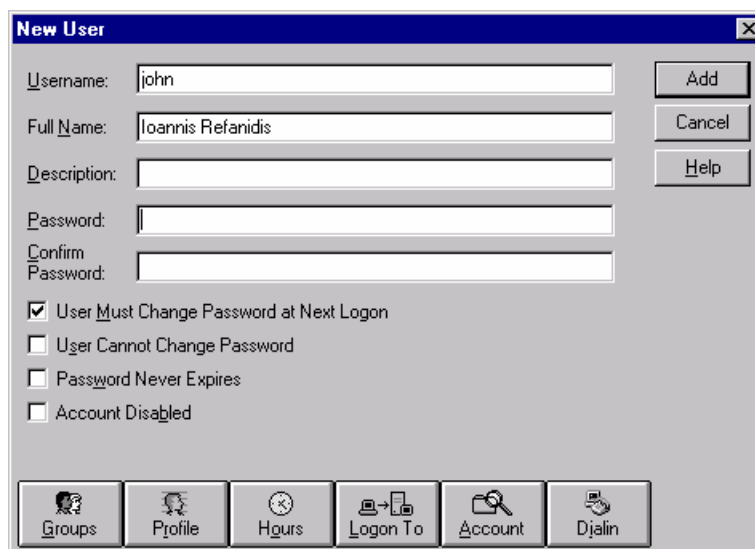 New User
Username: john
Add
Full Name: Ioannis Refanidis
Cancel
Description:
Help
Password:
Confirm
Password:
User Must Change Password at Next Logon
User Cannot Change Password
Password Never Expires
Account Disabled
Groups Profile Hours Logon To Account Dialin